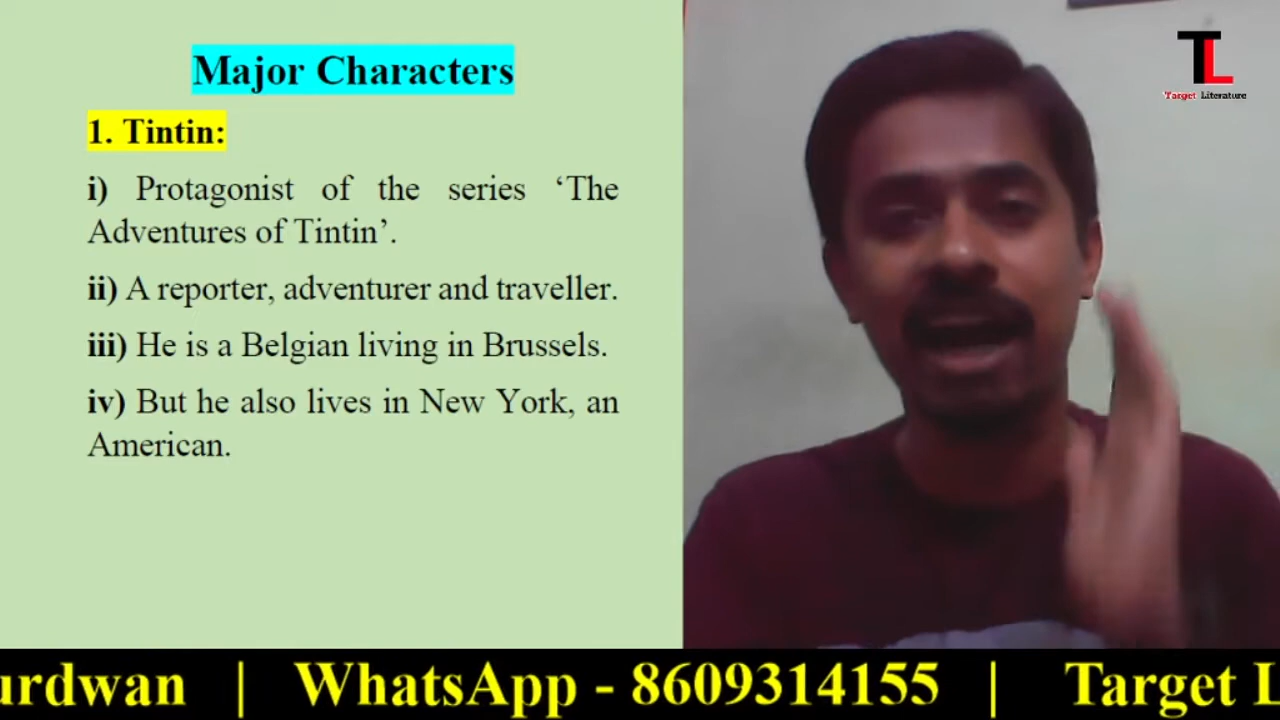 Major Characters
1. Tintin:
i) Protagonist of the series ‘The
Adventures of Tintin’.
ii) A reporter, adventurer and traveller.
iii) He is a Belgian living in Brussels.
iv) But he also lives in New York, an
American.
TL
Target Literature
urdwan | WhatsApp - 8609314155 | Target L